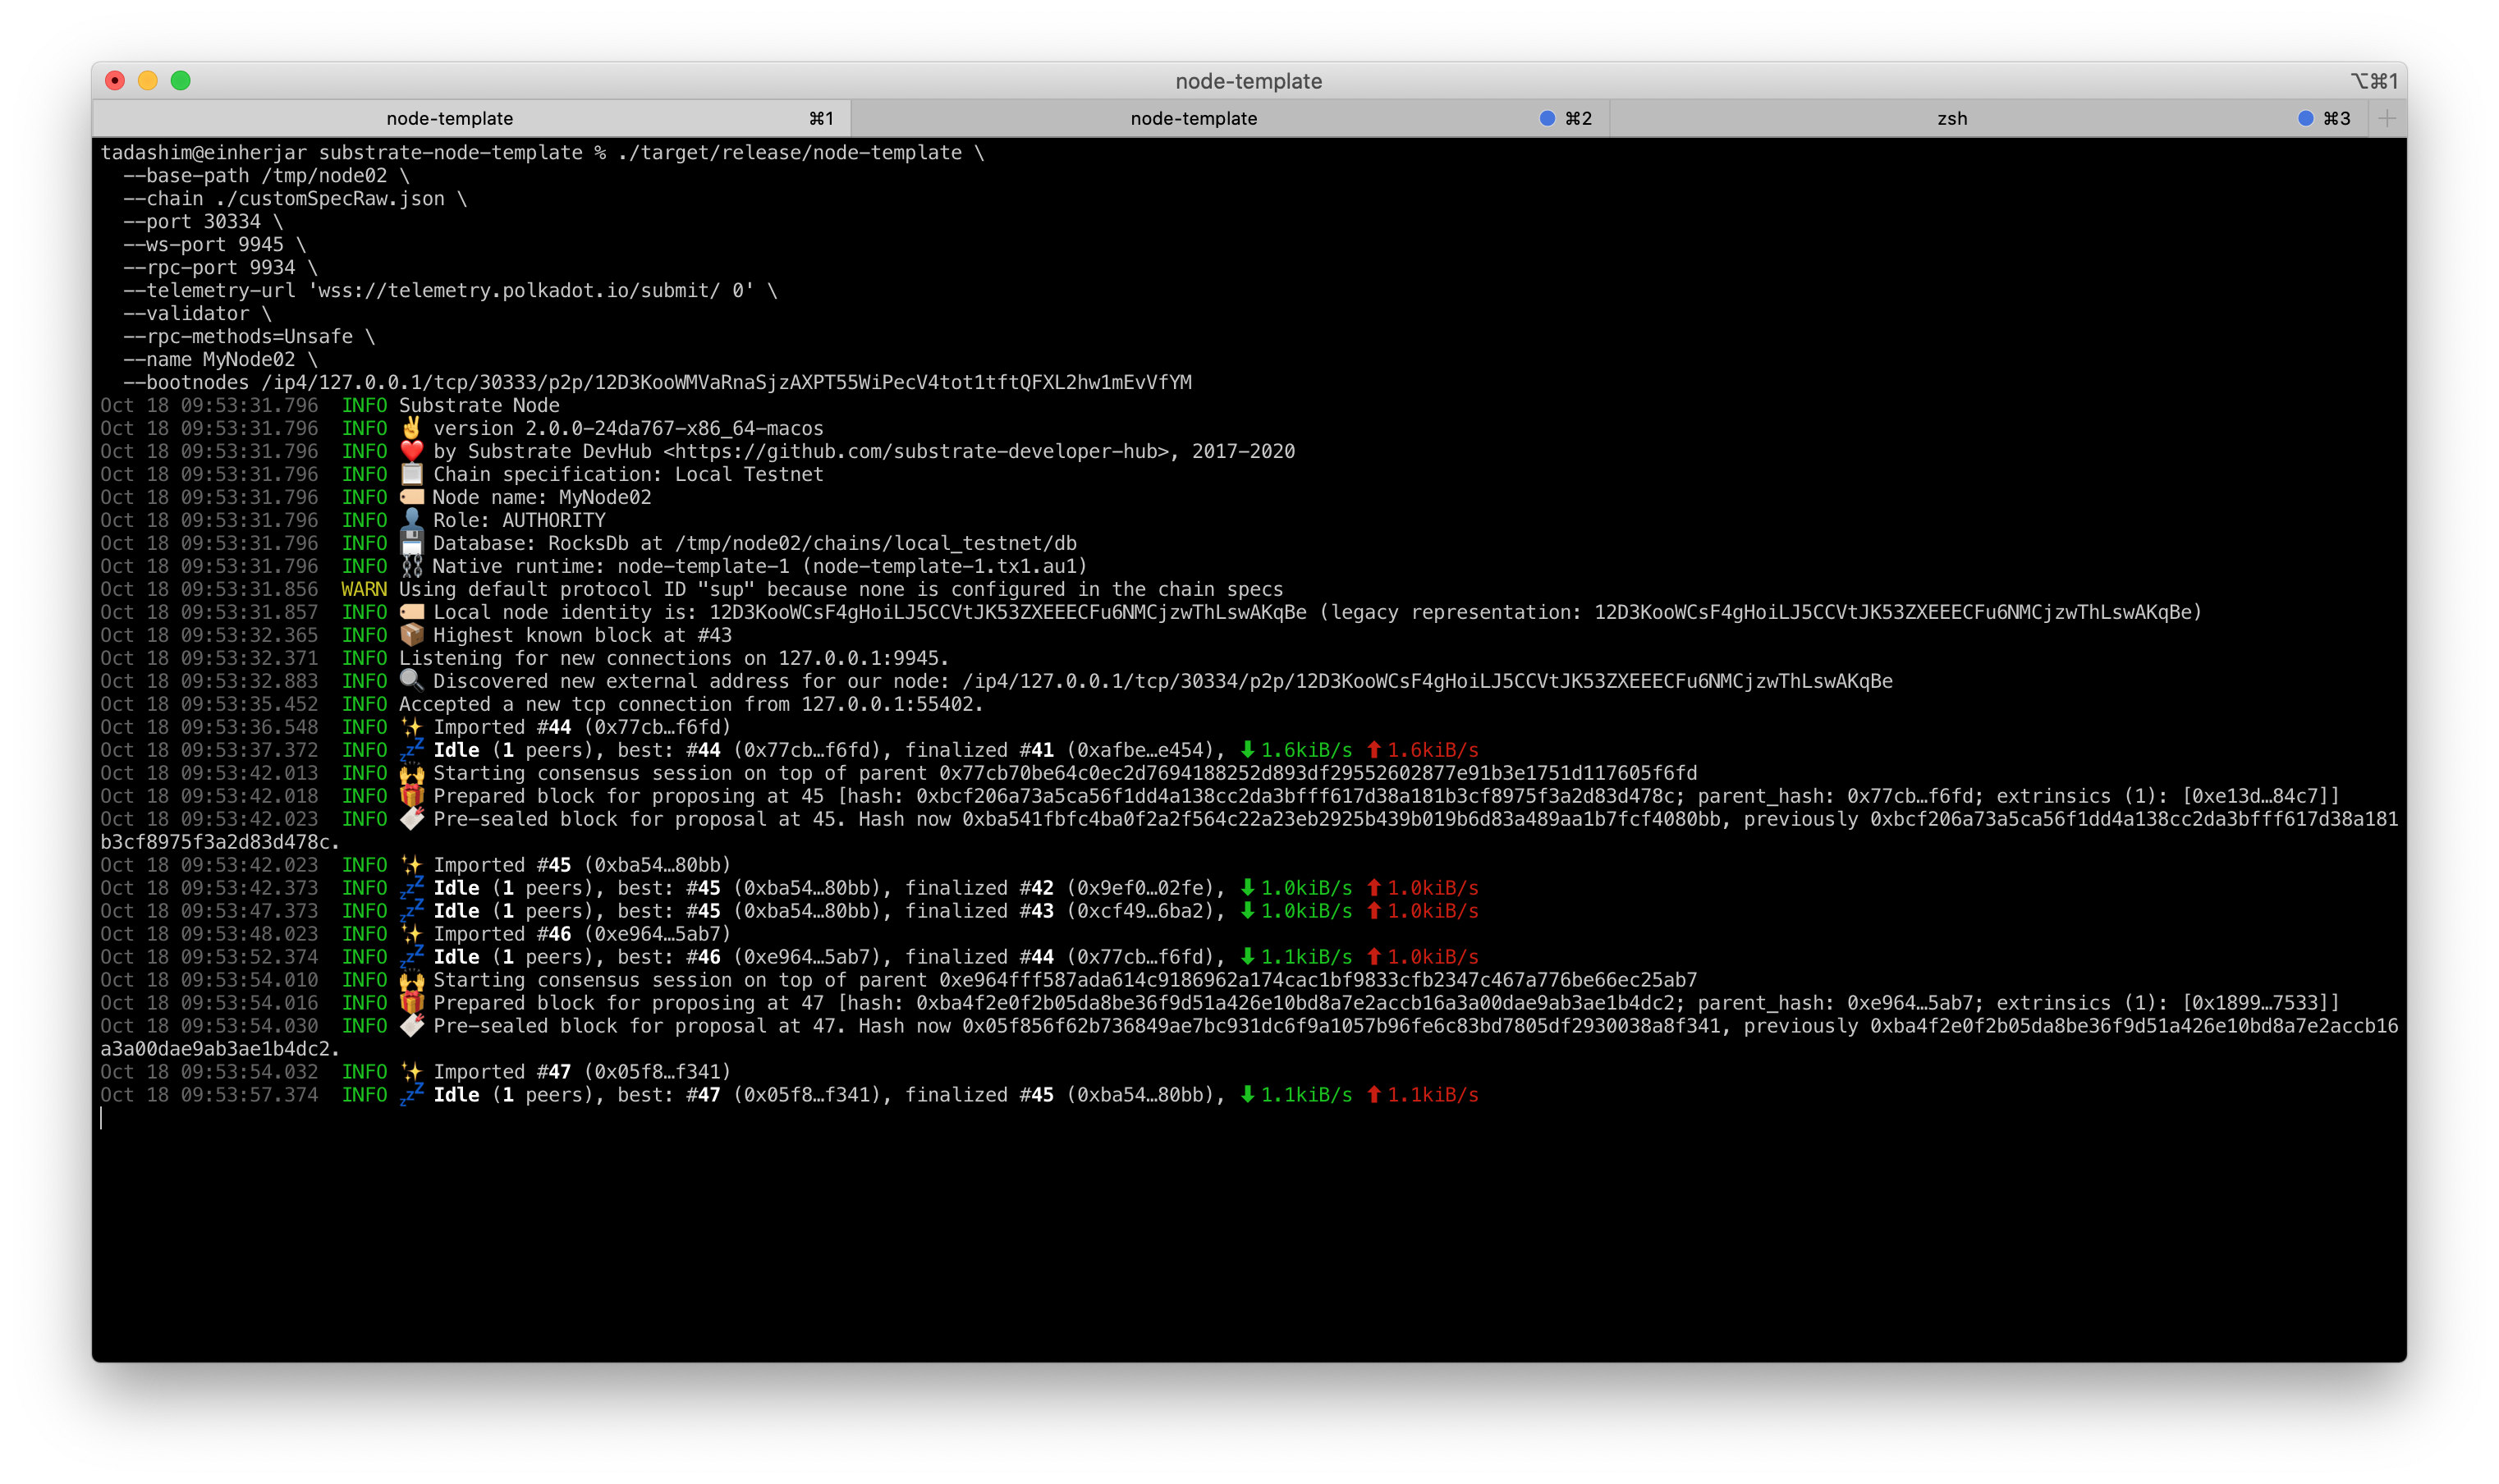 node-template ⌥⌘1
node-template ⌘1 node-template ⌘2 zsh ⌘3
tadashim@einherjar substrate-node-template % ./target/release/node-template \
--base-path /tmp/node02 \
--chain ./customSpecRaw.json \
--port 30334 \
--ws-port 9945 \
--rpc-port 9934 \
--telemetry-url 'wss://telemetry.polkadot.io/submit/ 0' \
--validator \
--rpc-methods=Unsafe \
--name MyNode02 \
--bootnodes /ip4/127.0.0.1/tcp/30333/p2p/12D3KooWMVaRnaSjzAXPT55WiPecV4tot1tftQFXL2hw1mEvVfYM
Oct 18 09:53:31.796 INFO Substrate Node
Oct 18 09:53:31.796 INFO ✌️ version 2.0.0-24da767-x86_64-macos
Oct 18 09:53:31.796 INFO ❤️ by Substrate DevHub <https://github.com/substrate-developer-hub>, 2017-2020
Oct 18 09:53:31.796 INFO 📋 Chain specification: Local Testnet
Oct 18 09:53:31.796 INFO 🏷 Node name: MyNode02
Oct 18 09:53:31.796 INFO 👤 Role: AUTHORITY
Oct 18 09:53:31.796 INFO 💾 Database: RocksDb at /tmp/node02/chains/local_testnet/db
Oct 18 09:53:31.796 INFO ⛓ Native runtime: node-template-1 (node-template-1.tx1.au1)
Oct 18 09:53:31.856 WARN Using default protocol ID "sup" because none is configured in the chain specs
Oct 18 09:53:31.857 INFO 🏷 Local node identity is: 12D3KooWCsF4gHoiLJ5CCVtJK53ZXEEECFu6NMCjzwThLswAKqBe (legacy representation: 12D3KooWCsF4gHoiLJ5CCVtJK53ZXEEECFu6NMCjzwThLswAKqBe)
Oct 18 09:53:32.365 INFO 📦 Highest known block at #43
Oct 18 09:53:32.371 INFO Listening for new connections on 127.0.0.1:9945.
Oct 18 09:53:32.883 INFO 🔍 Discovered new external address for our node: /ip4/127.0.0.1/tcp/30334/p2p/12D3KooWCsF4gHoiLJ5CCVtJK53ZXEEECFu6NMCjzwThLswAKqBe
Oct 18 09:53:35.452 INFO Accepted a new tcp connection from 127.0.0.1:55402.
Oct 18 09:53:36.548 INFO ✨ Imported #44 (0x77cb…f6fd)
Oct 18 09:53:37.372 INFO 💤 Idle (1 peers), best: #44 (0x77cb…f6fd), finalized #41 (0xafbe…e454), ⬇ 1.6kiB/s ⬆ 1.6kiB/s
Oct 18 09:53:42.013 INFO 🙌 Starting consensus session on top of parent 0x77cb70be64c0ec2d7694188252d893df29552602877e91b3e1751d117605f6fd
Oct 18 09:53:42.018 INFO 🎁 Prepared block for proposing at 45 [hash: 0xbcf206a73a5ca56f1dd4a138cc2da3bfff617d38a181b3cf8975f3a2d83d478c; parent_hash: 0x77cb…f6fd; extrinsics (1): [0xe13d…84c7]]
Oct 18 09:53:42.023 INFO 🔖 Pre-sealed block for proposal at 45. Hash now 0xba541fbfc4ba0f2a2f564c22a23eb2925b439b019b6d83a489aa1b7fcf4080bb, previously 0xbcf206a73a5ca56f1dd4a138cc2da3bfff617d38a181
b3cf8975f3a2d83d478c.
Oct 18 09:53:42.023 INFO ✨ Imported #45 (0xba54…80bb)
Oct 18 09:53:42.373 INFO 💤 Idle (1 peers), best: #45 (0xba54…80bb), finalized #42 (0x9ef0…02fe), ⬇ 1.0kiB/s ⬆ 1.0kiB/s
Oct 18 09:53:47.373 INFO 💤 Idle (1 peers), best: #45 (0xba54…80bb), finalized #43 (0xcf49…6ba2), ⬇ 1.0kiB/s ⬆ 1.0kiB/s
Oct 18 09:53:48.023 INFO ✨ Imported #46 (0xe964…5ab7)
Oct 18 09:53:52.374 INFO 💤 Idle (1 peers), best: #46 (0xe964…5ab7), finalized #44 (0x77cb…f6fd), ⬇ 1.1kiB/s ⬆ 1.0kiB/s
Oct 18 09:53:54.010 INFO 🙌 Starting consensus session on top of parent 0xe964fff587ada614c9186962a174cac1bf9833cfb2347c467a776be66ec25ab7
Oct 18 09:53:54.016 INFO 🎁 Prepared block for proposing at 47 [hash: 0xba4f2e0f2b05da8be36f9d51a426e10bd8a7e2accb16a3a00dae9ab3ae1b4dc2; parent_hash: 0xe964…5ab7; extrinsics (1): [0x1899…7533]]
Oct 18 09:53:54.030 INFO 🔖 Pre-sealed block for proposal at 47. Hash now 0x05f856f62b736849ae7bc931dc6f9a1057b96fe6c83bd7805df2930038a8f341, previously 0xba4f2e0f2b05da8be36f9d51a426e10bd8a7e2accb16
a3a00dae9ab3ae1b4dc2.
Oct 18 09:53:54.032 INFO ✨ Imported #47 (0x05f8…f341)
Oct 18 09:53:57.374 INFO 💤 Idle (1 peers), best: #47 (0x05f8…f341), finalized #45 (0xba54…80bb), ⬇ 1.1kiB/s ⬆ 1.1kiB/s